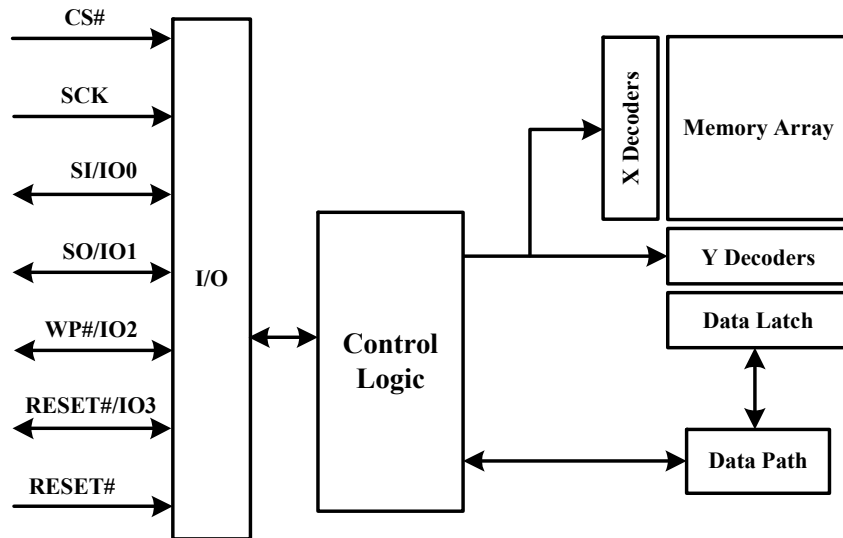 CS#
SCK
SI/IO0
SO/IO1
WP#/IO2
RESET#/IO3
RESET#
I/O
Control
Logic
X Decoders
Memory Array
Y Decoders
Data Latch
Data Path